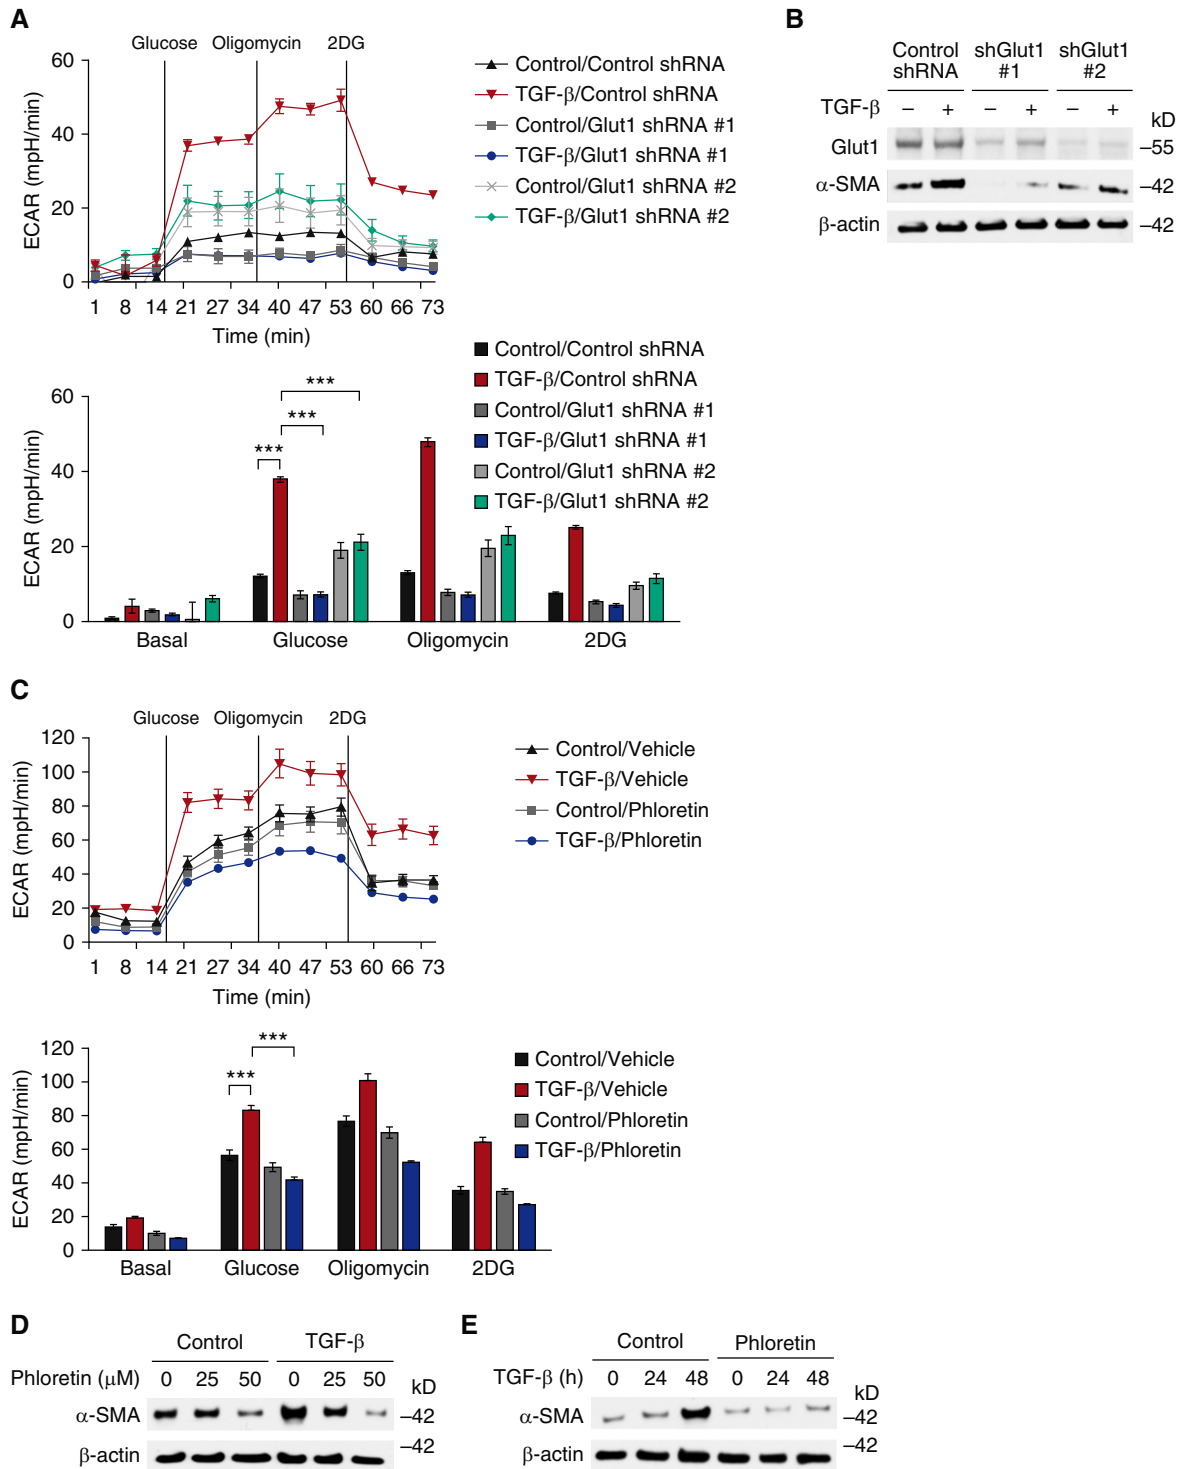 A
Glucose Oligomycin 2DG
ECAR (mpH/min)
60
40
20
0
1 8 14 21 27 34 40 47 53 60 66 73
Time (min)
Control/Control shRNA
TGF-β/Control shRNA
Control/Glut1 shRNA #1
TGF-β/Glut1 shRNA #1
Control/Glut1 shRNA #2
TGF-β/Glut1 shRNA #2
ECAR (mpH/min)
60
40
20
0
*** 
***
***
Basal Glucose Oligomycin 2DG
Control/Control shRNA
TGF-β/Control shRNA
Control/Glut1 shRNA #1
TGF-β/Glut1 shRNA #1
Control/Glut1 shRNA #2
TGF-β/Glut1 shRNA #2
B
Control shGlut1 shGlut1
shRNA #1 #2
TGF-β – + – + – +
kD
Glut1 –55
α-SMA –42
β-actin –42
C
Glucose Oligomycin 2DG
ECAR (mpH/min)
120
100
80
60
40
20
0
1 8 14 21 27 34 40 47 53 60 66 73
Time (min)
Control/Vehicle
TGF-β/Vehicle
Control/Phloretin
TGF-β/Phloretin
ECAR (mpH/min)
120
100
80
60
40
20
0
***
***
Basal Glucose Oligomycin 2DG
Control/Vehicle
TGF-β/Vehicle
Control/Phloretin
TGF-β/Phloretin
D
Control TGF-β
Phloretin (μM) 0 25 50 0 25 50
kD
α-SMA –42
β-actin –42
E
Control Phloretin
TGF-β (h) 0 24 48 0 24 48
kD
α-SMA –42
β-actin –42